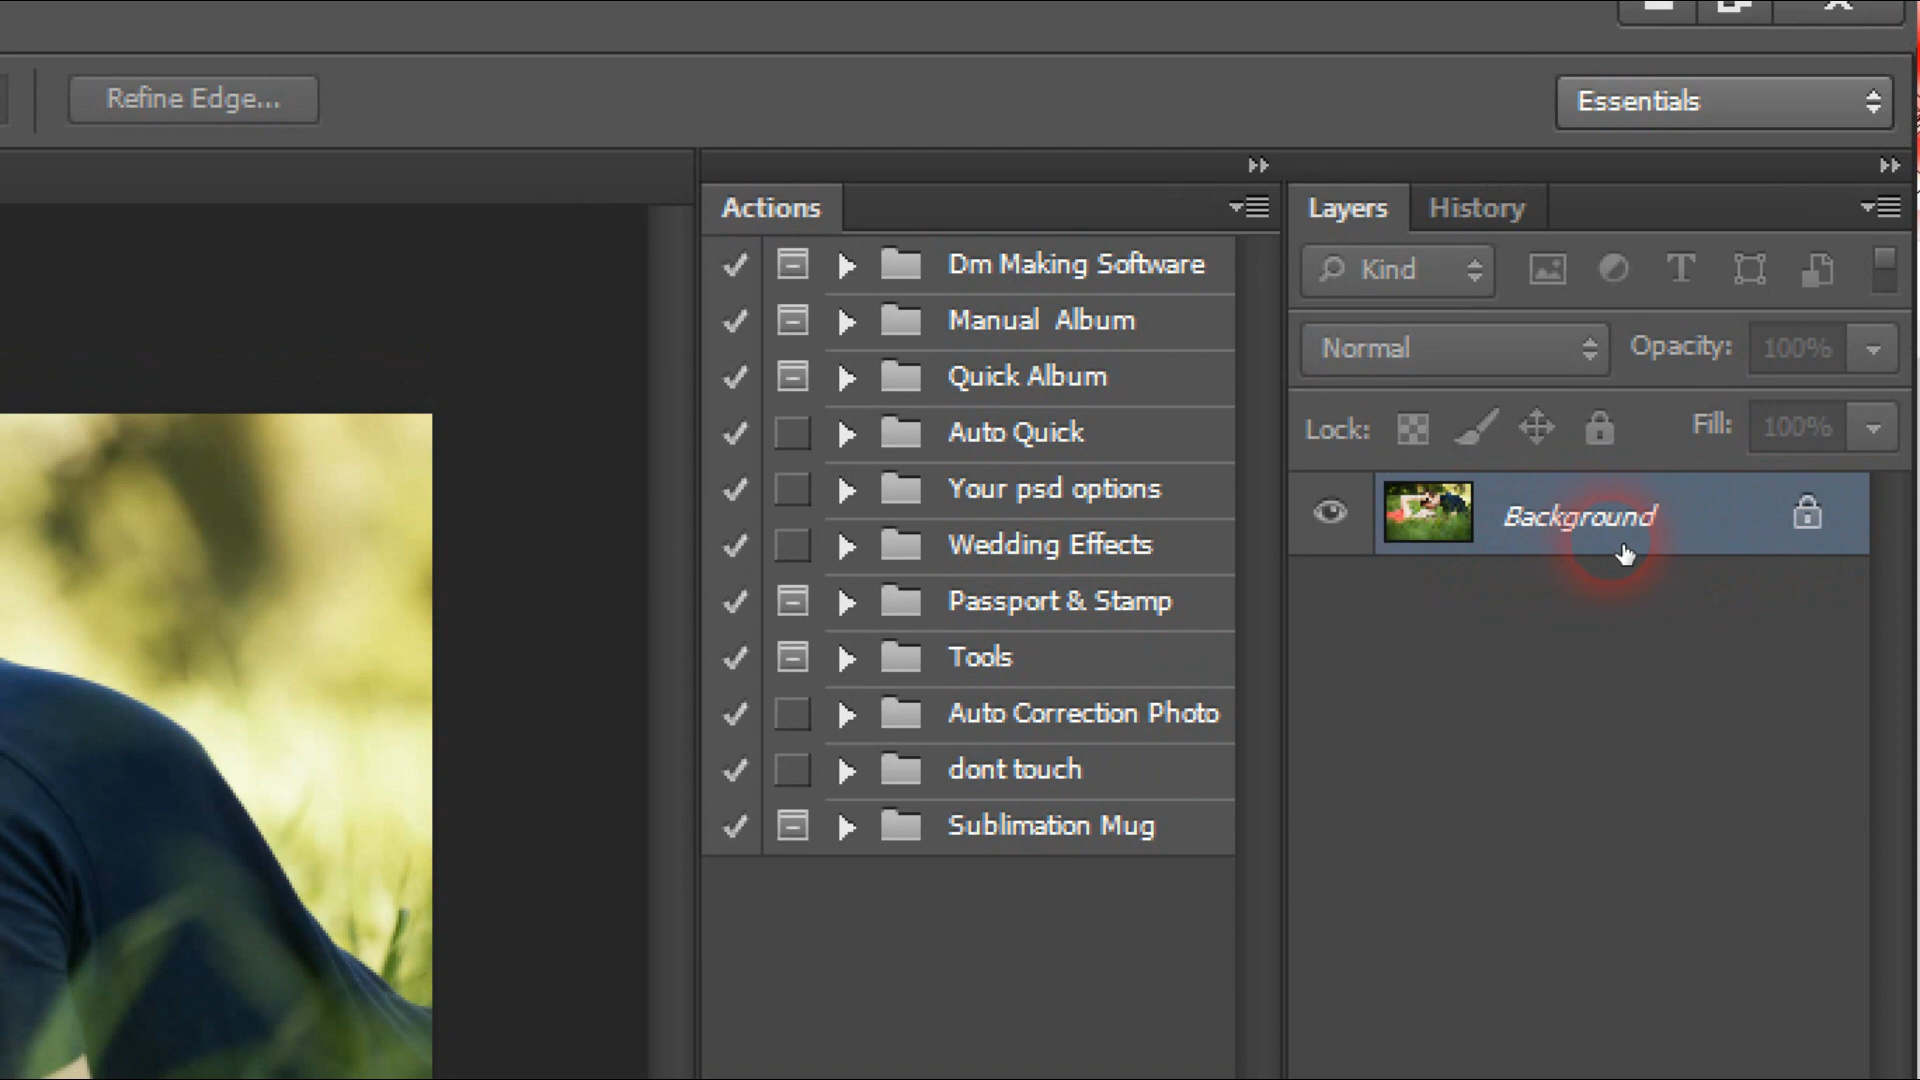 Refine Edge...
Essentials
Actions
Dm Making Software
Manual Album
Quick Album
Auto Quick
Your psd options
Wedding Effects
Passport & Stamp
Tools
Auto Correction Photo
dont touch
Sublimation Mug
Layers History
Kind
Normal Opacity: 100%
Lock: Fill: 100%
Background